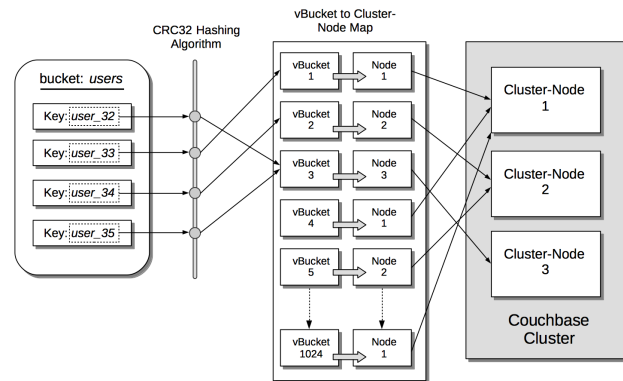 CRC32 Hashing
Algorithm
vBucket to Cluster-
Node Map
bucket: users
Key: user_32
Key: user_33
Key: user_34
Key: user_35
vBucket
1
Node
1
vBucket
2
Node
2
vBucket
3
Node
3
vBucket
4
Node
1
vBucket
5
Node
2
vBucket
1024
Node
1
Cluster-Node
1
Cluster-Node
2
Cluster-Node
3
Couchbase
Cluster